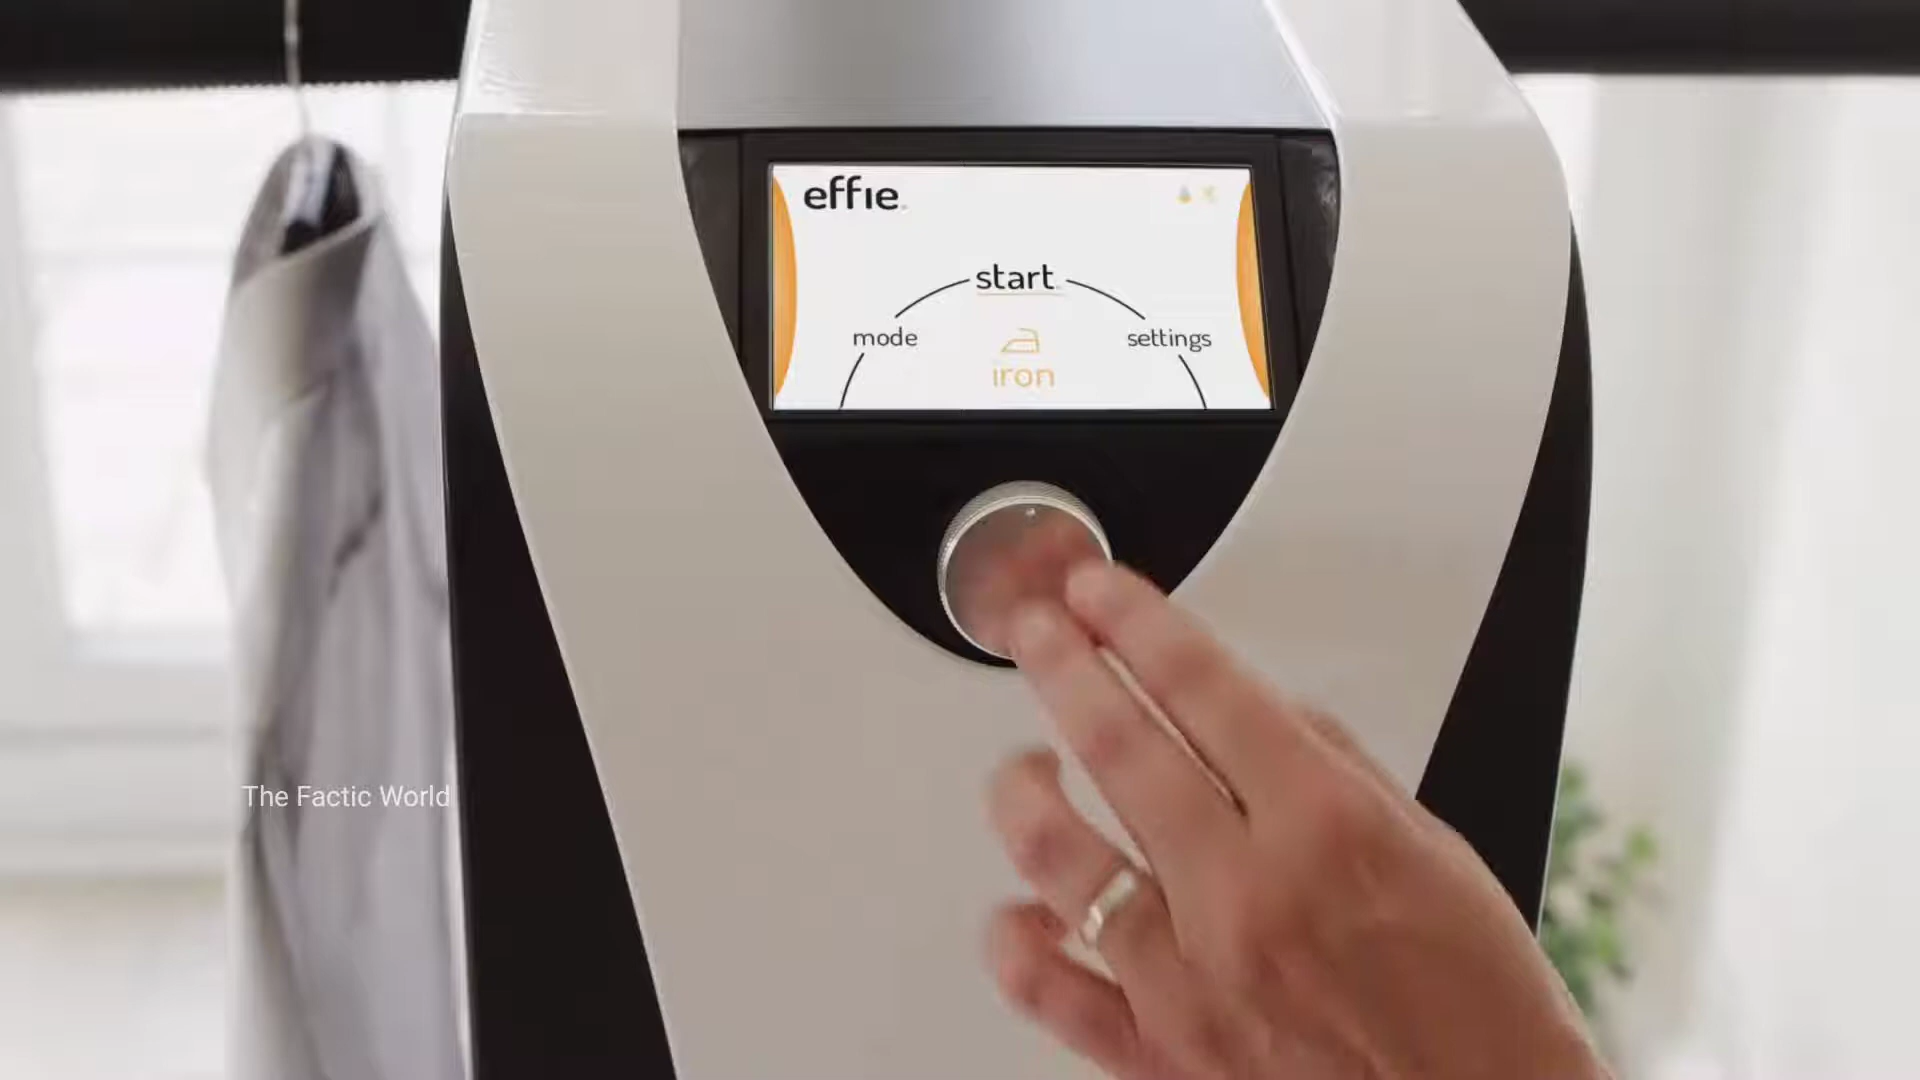 effie.
start.
mode
settings
iron
The Factic World